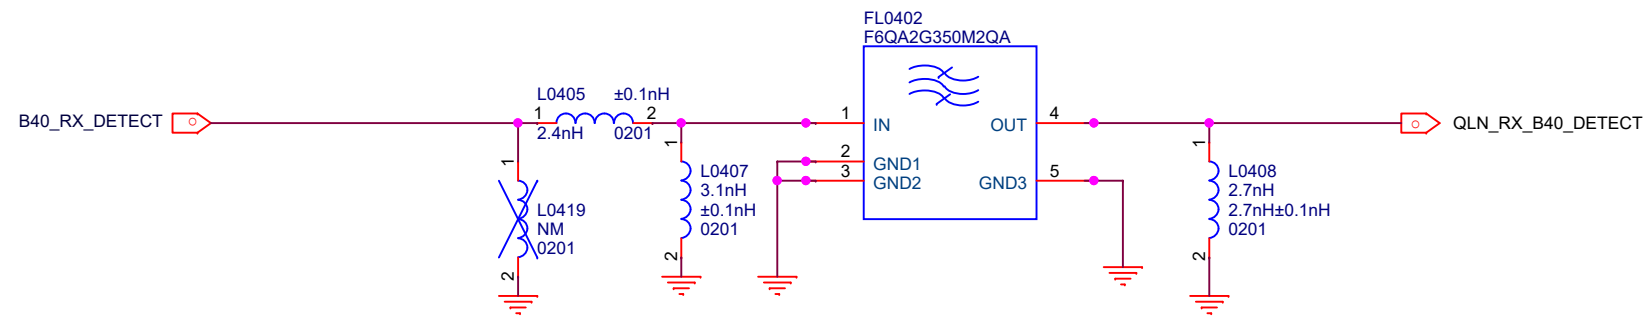 FL0402
F6QA2G350M2QA
B40_RX_DETECT
L0405 ±0.1nH
1 2
2.4nH 0201
1 IN
OUT 4
QLN_RX_B40_DETECT
2 GND1
3 GND2
GND3 5
1
L0419
NM
0201
2
1
L0407
3.1nH
±0.1nH
0201
2
1
L0408
2.7nH
2.7nH±0.1nH
0201
2